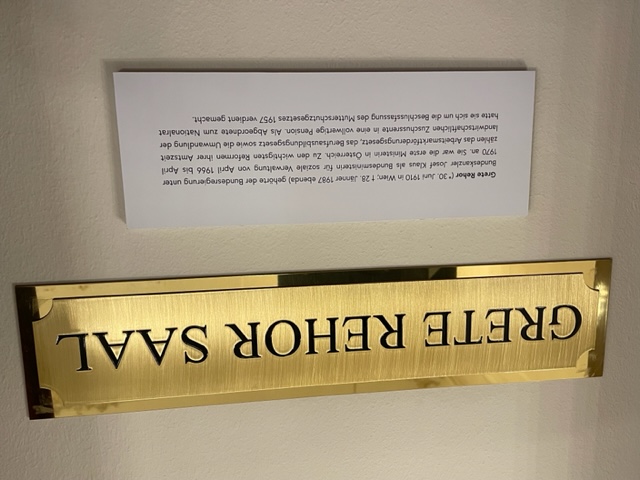 GRETE REHOR SAAL
Grete Rehor (*30. Juni 1910 in Wien; † 28. Jänner 1987 ebenda) gehörte der Bundesregierung unter
Bundeskanzler Josef Klaus als Bundesministerin für soziale Verwaltung von April 1966 bis April
1970 an. Sie war die erste Ministerin in Österreich. Zu den wichtigsten Reformen ihrer Amtszeit
zählen das Arbeitsmarktförderungsgesetz, das Berufsausbildungsgesetz sowie die Umwandlung der
landwirtschaftlichen Zuschussrenten in eine vollwertige Pension. Als Abgeordnete zum Nationalrat
hatte sie sich um die Beschlussfassung des Mutterschutzgesetzes 1957 verdient gemacht.